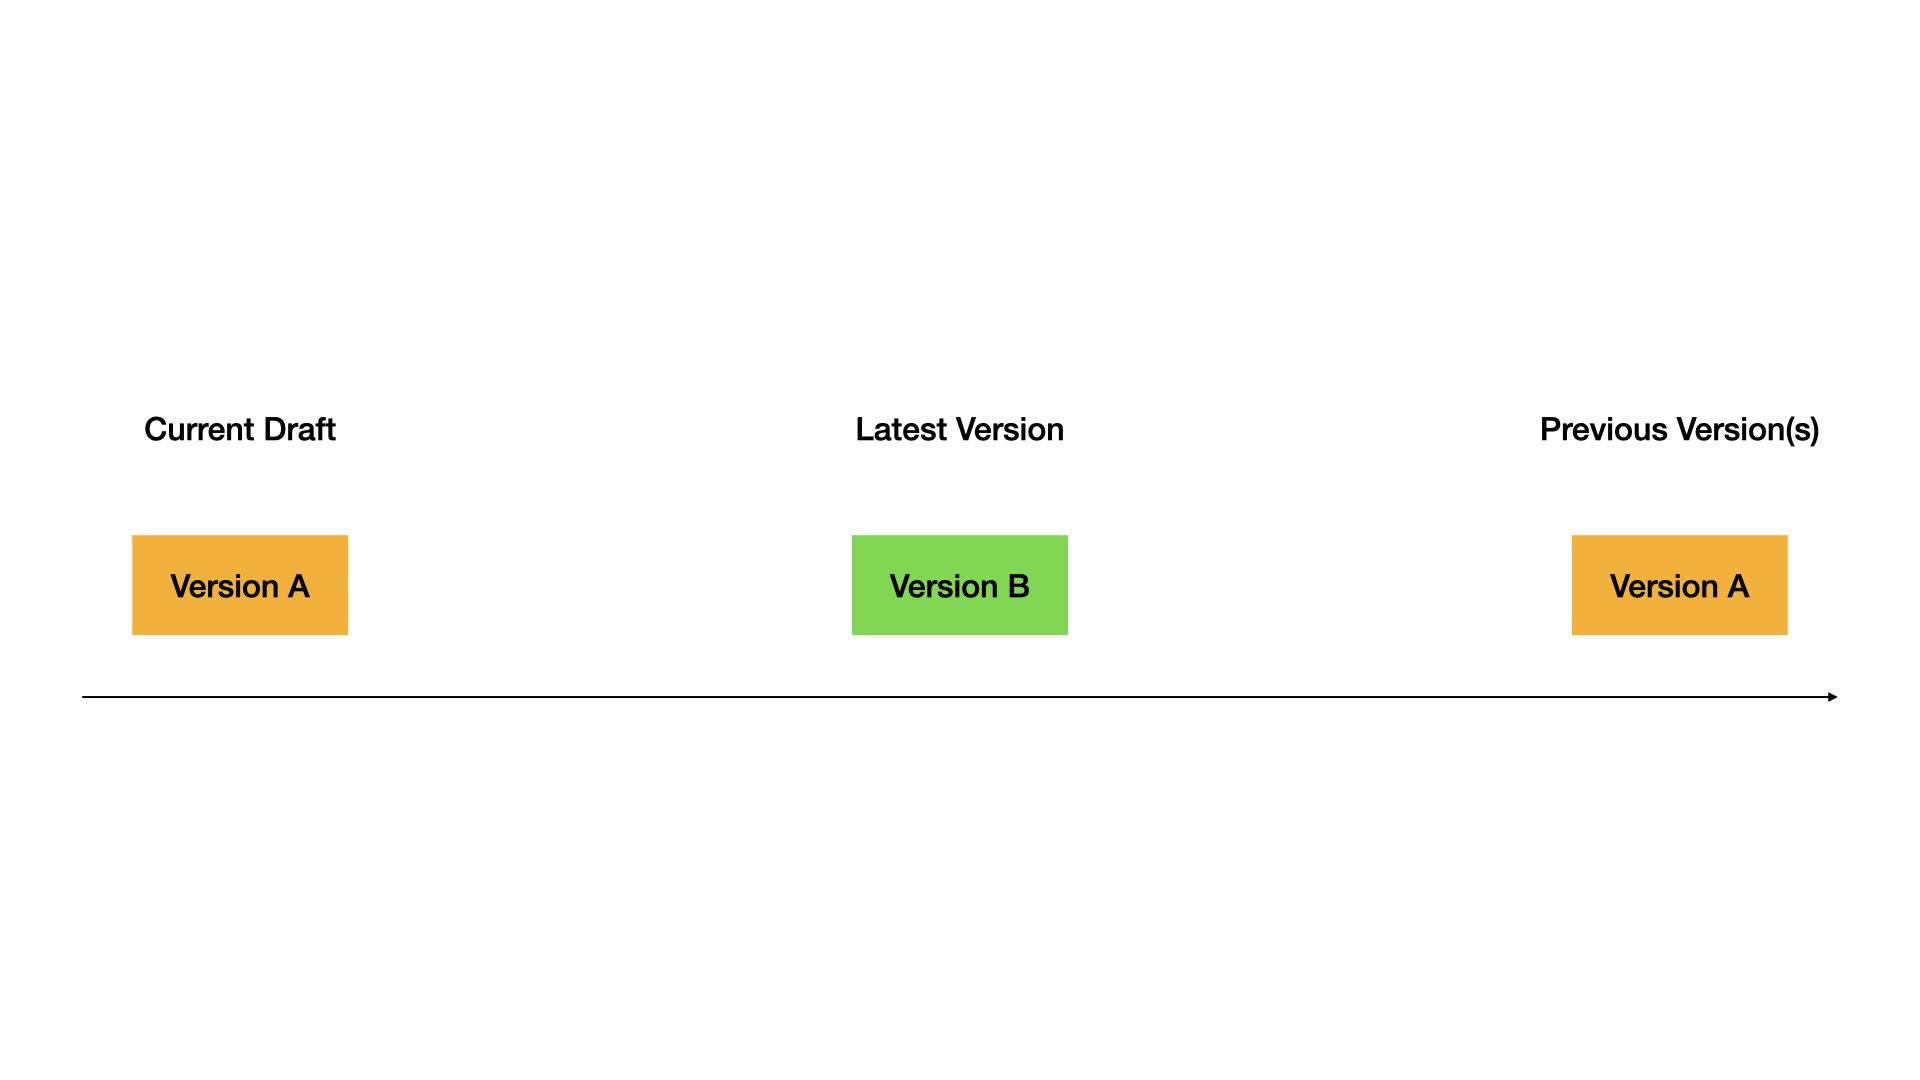 Current Draft
Latest Version
Previous Version(s)
Version A
Version B
Version A